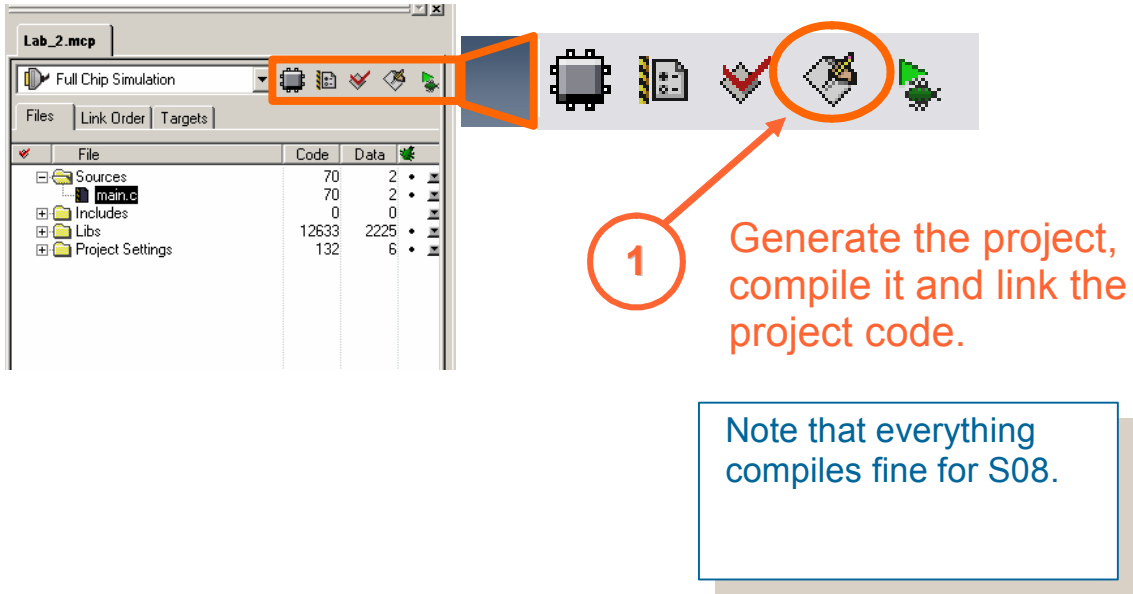 Lab_2.mcp
Full Chip Simulation
Files Link Order Targets
File Code Data
Sources 70 2
main.c 70 2
Includes 0 0
Libs 12633 2225
Project Settings 132 6
1
Generate the project,
compile it and link the
project code.
Note that everything
compiles fine for S08.